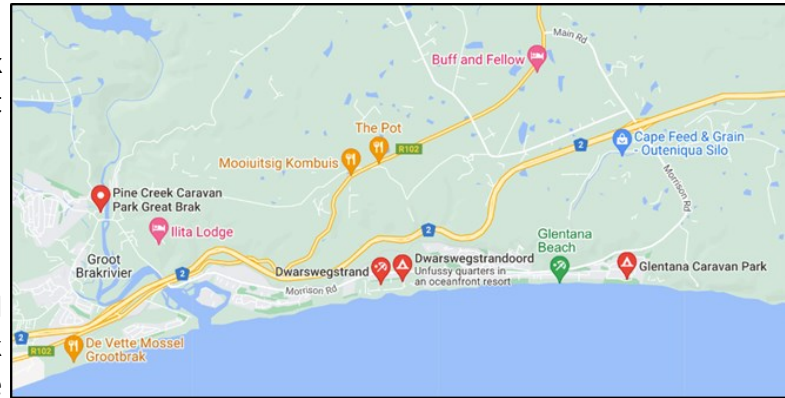 Main Rd
Buff and Fellow
The Pot
R102
2
Cape Feed & Grain
- Outeniqua Silo
Mooiuitsig Kombuis
Pine Creek Caravan
Park Great Brak
Morrison Rd
Ilita Lodge
2
Glentana
Beach
Groot
Brakrivier
Dwarswegstrand
Dwarswegstrandoord
Unfussy quarters in
an oceanfront resort
Glentana Caravan Park
2
Morrison Rd
2
De Vette Mossel
Grootbrak
R102